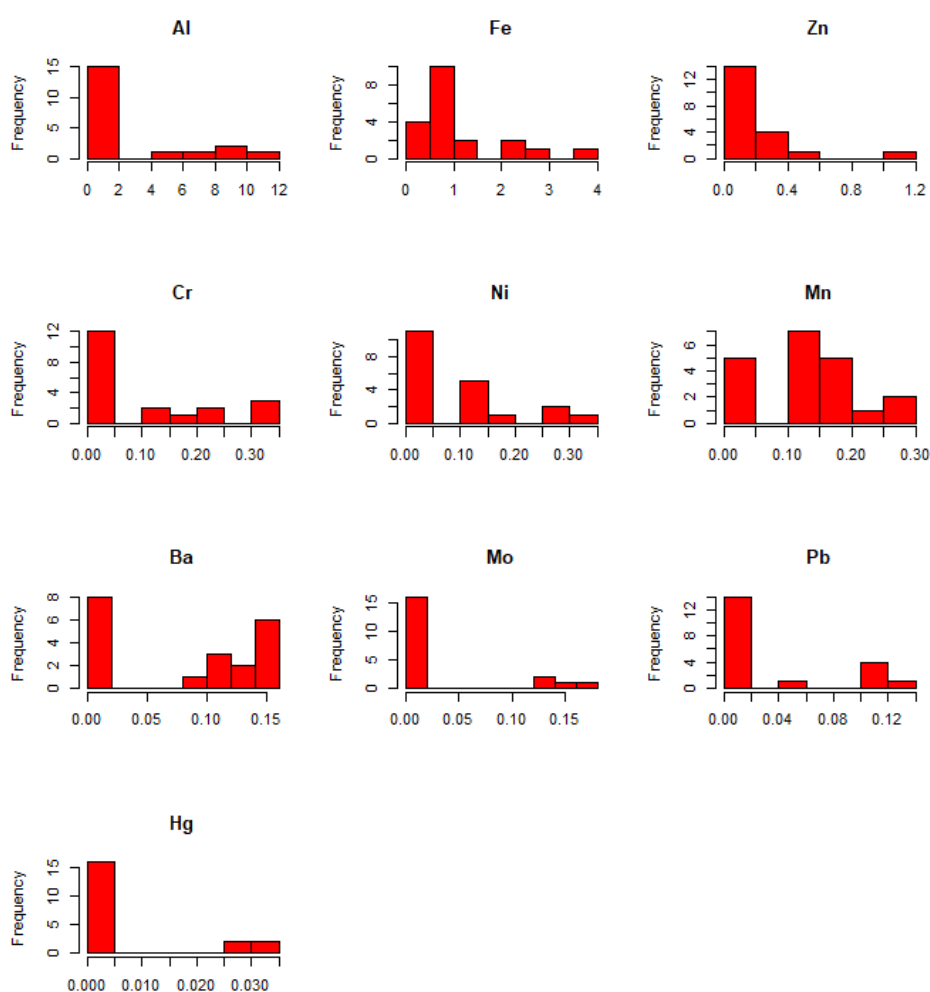 Al
Fe
Zn
Frequency
0 5 10 15
0 2 4 6 8 10 12
Frequency
0 4 8
0 1 2 3 4
Frequency
0 4 8 12
0.0 0.4 0.8 1.2
Cr
Ni
Mn
Frequency
0 4 8 12
0.00 0.10 0.20 0.30
Frequency
0 4 8
0.00 0.10 0.20 0.30
Frequency
0 2 4 6
0.00 0.10 0.20 0.30
Ba
Mo
Pb
Frequency
0 2 4 6 8
0.00 0.05 0.10 0.15
Frequency
0 5 10 15
0.00 0.05 0.10 0.15
Frequency
0 4 8 12
0.00 0.04 0.08 0.12
Hg
Frequency
0 5 10 15
0.000 0.010 0.020 0.030